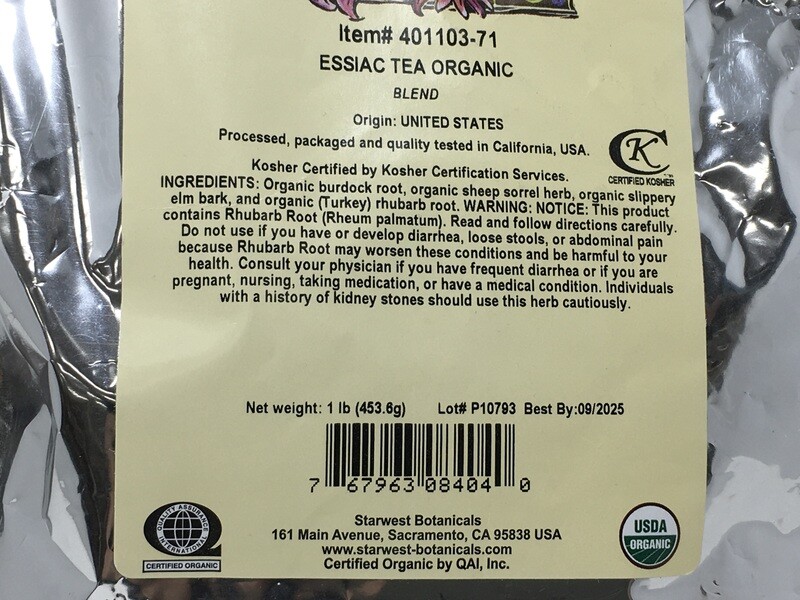 Item# 401103-71
ESSIAC TEA ORGANIC
BLEND
Origin: UNITED STATES
Processed, packaged and quality tested in California, USA.
K
CERTIFIED KOSHER
Kosher Certified by Kosher Certification Services.
INGREDIENTS: Organic burdock root, organic sheep sorrel herb, organic slippery
elm bark, and organic (Turkey) rhubarb root. WARNING: NOTICE: This product
contains Rhubarb Root (Rheum palmatum). Read and follow directions carefully.
Do not use if you have or develop diarrhea, loose stools, or abdominal pain
because Rhubarb Root may worsen these conditions and be harmful to your
health. Consult your physician if you have frequent diarrhea or if you are
pregnant, nursing, taking medication, or have a medical condition. Individuals
with a history of kidney stones should use this herb cautiously.
Net weight: 1 lb (453.6g) Lot# P10793 Best By:09/2025
7 67963 08404 0
QUALITY ASSURANCE
INTERNATIONAL
CERTIFIED ORGANIC
Starwest Botanicals
161 Main Avenue, Sacramento, CA 95838 USA
www.starwest-botanicals.com
Certified Organic by QAI, Inc.
USDA
ORGANIC